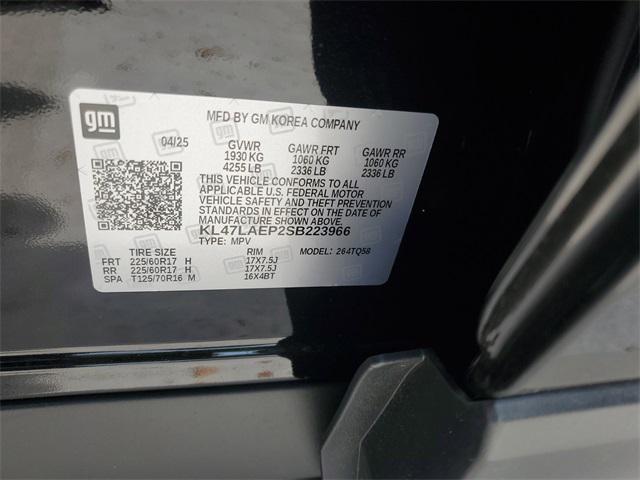 gm
MFD BY GM KOREA COMPANY
04/25 GVWR GAWR FRT GAWR RR
1930 KG 1060 KG 1060 KG
4255 LB 2336 LB 2336 LB
THIS VEHICLE CONFORMS TO ALL
APPLICABLE U.S. FEDERAL MOTOR
VEHICLE SAFETY AND THEFT PREVENTION
STANDARDS IN EFFECT ON THE DATE OF
MANUFACTURE SHOWN ABOVE.
KL47LAEP2SB223966
TYPE: MPV MODEL: 264TQ58
TIRE SIZE RIM
FRT 225/60R17 H 17X7.5J
RR 225/60R17 H 17X7.5J
SPA T125/70R16 M 16X4BT